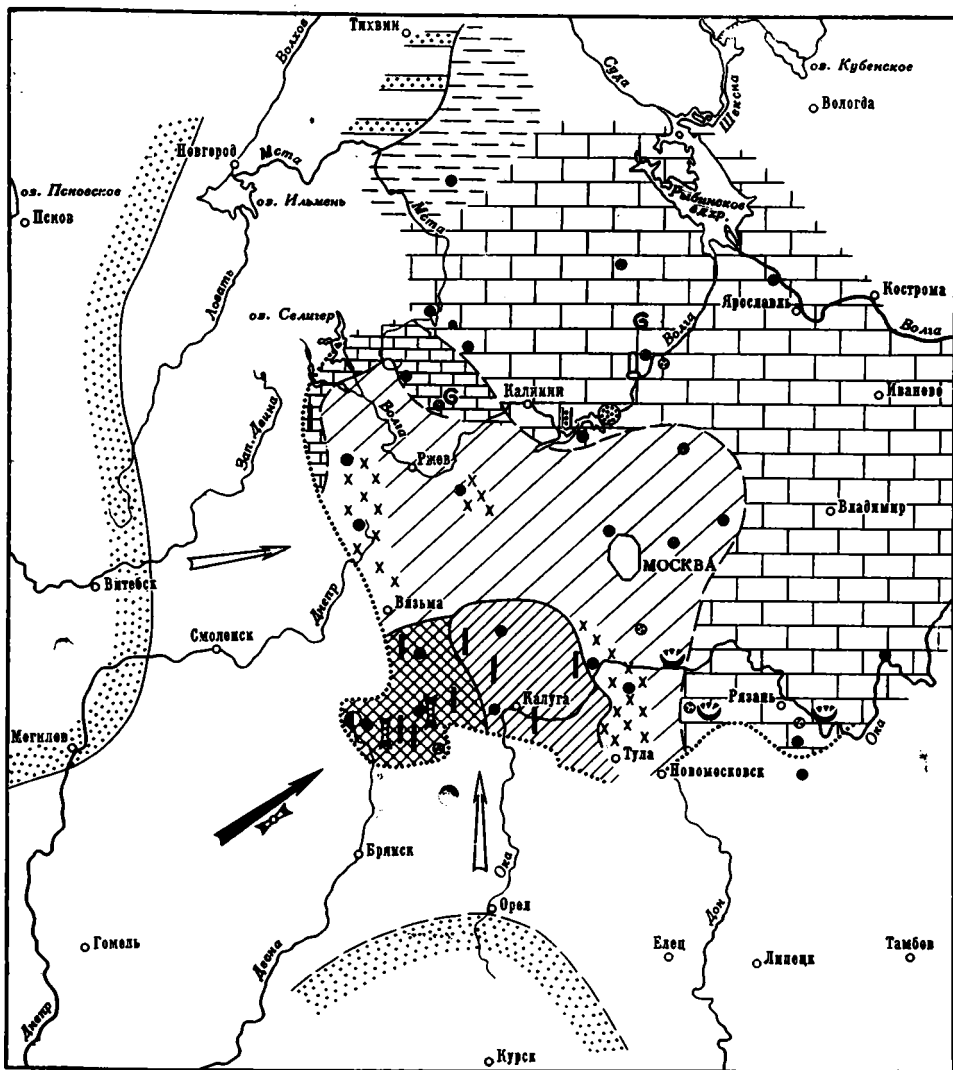 Тихвин
Волхов
Суда
Шексна
оз. Кубенское
Вологда
Новгород
Мста
оз. Псковское
оз. Ильмень
Псков
Мста
Рыбинское
вдхр.
Ловать
Ярославль
Кострома
Волга
оз. Селигер
Волга
Калинин
Иваново
Зап. Двина
Волга
Ржев
Владимир
МОСКВА
Витебск
Днепр
Вязьма
Смоленск
Калуга
Рязань
Ока
Могилев
Тула
Новомосковск
Брянск
Ока
Орел
Дон
Гомель
Десна
Елец
Липецк
Тамбов
Днепр
Курск